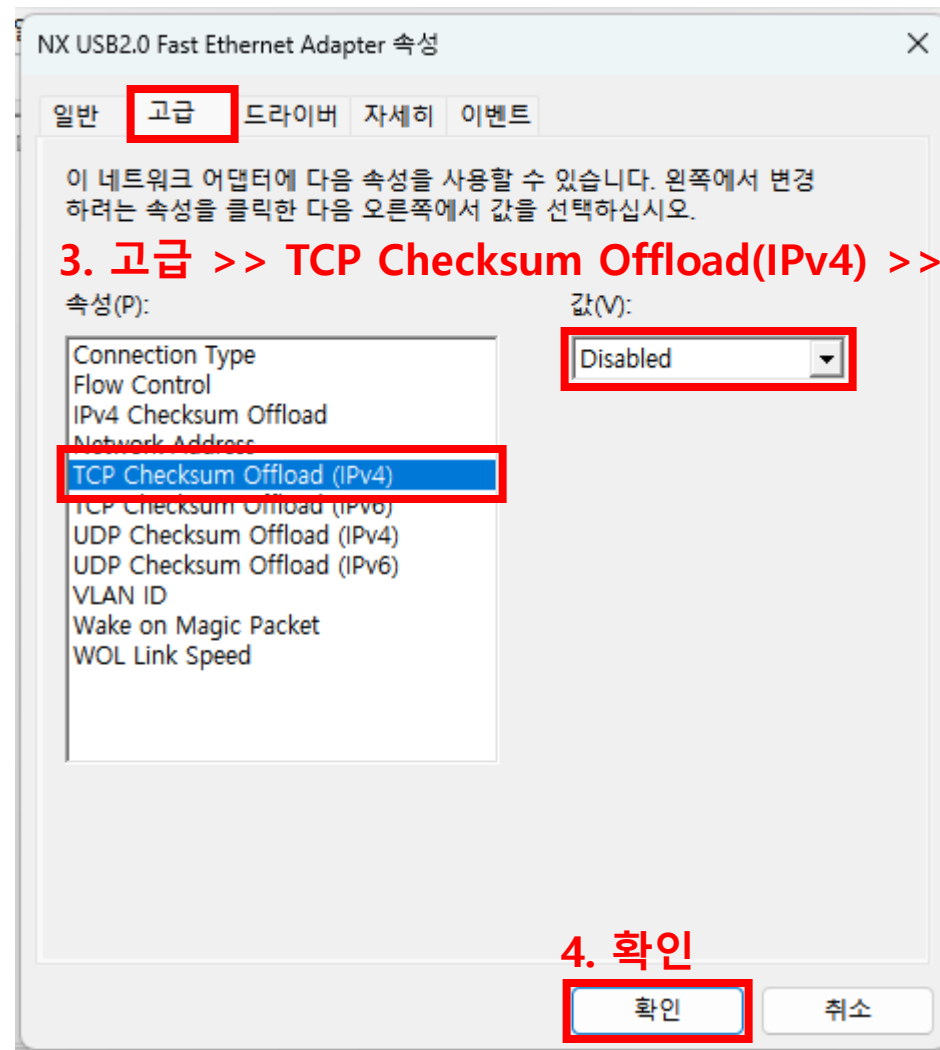 NX USB2.0 Fast Ethernet Adapter 속성
일반 고급 드라이버 자세히 이벤트
이 네트워크 어댑터에 다음 속성을 사용할 수 있습니다. 왼쪽에서 변경
하려는 속성을 클릭한 다음 오른쪽에서 값을 선택하십시오.
3. 고급 >> TCP Checksum Offload(IPv4) >>
속성(P): 값(V):
Connection Type
Disabled
Flow Control
IPv4 Checksum Offload
Network Address
TCP Checksum Offload (IPv4)
TCP Checksum Offload (IPv6)
UDP Checksum Offload (IPv4)
UDP Checksum Offload (IPv6)
VLAN ID
Wake on Magic Packet
WOL Link Speed
4. 확인
확인 취소